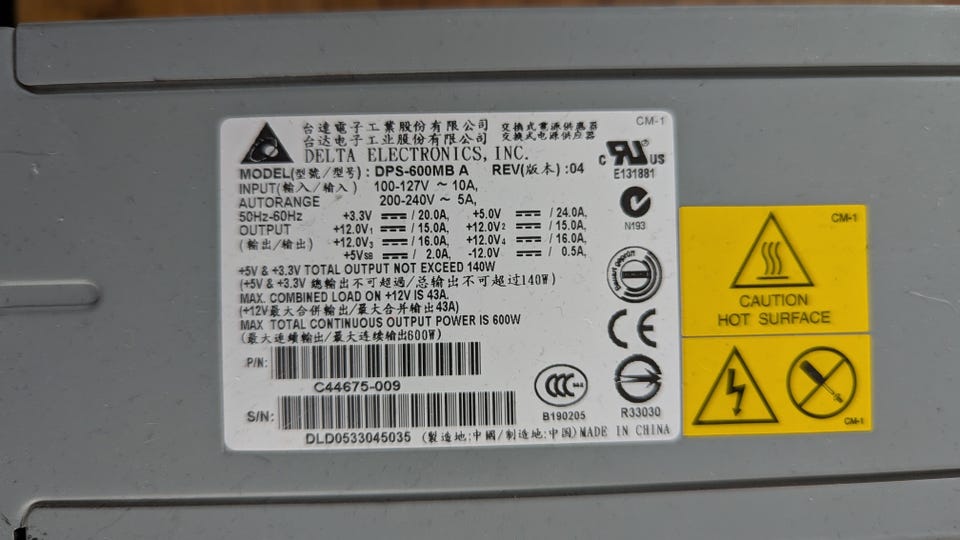 台達電子工業股份有限公司 交換式電源供應器
台达电子工业股份有限公司 交换式电源供应器
DELTA ELECTRONICS, INC.
CM-1
MODEL(型號/型号): DPS-600MB A REV(版本) :04
INPUT(輸入/输入) 100-127V ～ 10A,
AUTORANGE 200-240V ～ 5A,
50Hz-60Hz +3.3V / 20.0A, +5.0V / 24.0A,
OUTPUT +12.0V1 / 15.0A, +12.0V2 / 15.0A,
(輸出/输出) +12.0V3 / 16.0A, +12.0V4 / 16.0A,
+5VSB / 2.0A, -12.0V / 0.5A,
+5V & +3.3V TOTAL OUTPUT NOT EXCEED 140W
(+5V & +3.3V 總輸出不可超過/总输出不可超过140W)
MAX. COMBINED LOAD ON +12V IS 43A.
(+12V最大合併輸出/最大合并输出43A)
MAX TOTAL CONTINUOUS OUTPUT POWER IS 600W
(最大連續輸出/最大连续输出600W)
P/N:
C44675-009
S/N:
DLD0533045035 (製造地:中國/制造地:中国)MADE IN CHINA
c RU US
E131881
N193
CE
CCC
B190205
R33030
CM-1
CAUTION
HOT SURFACE
CM-1